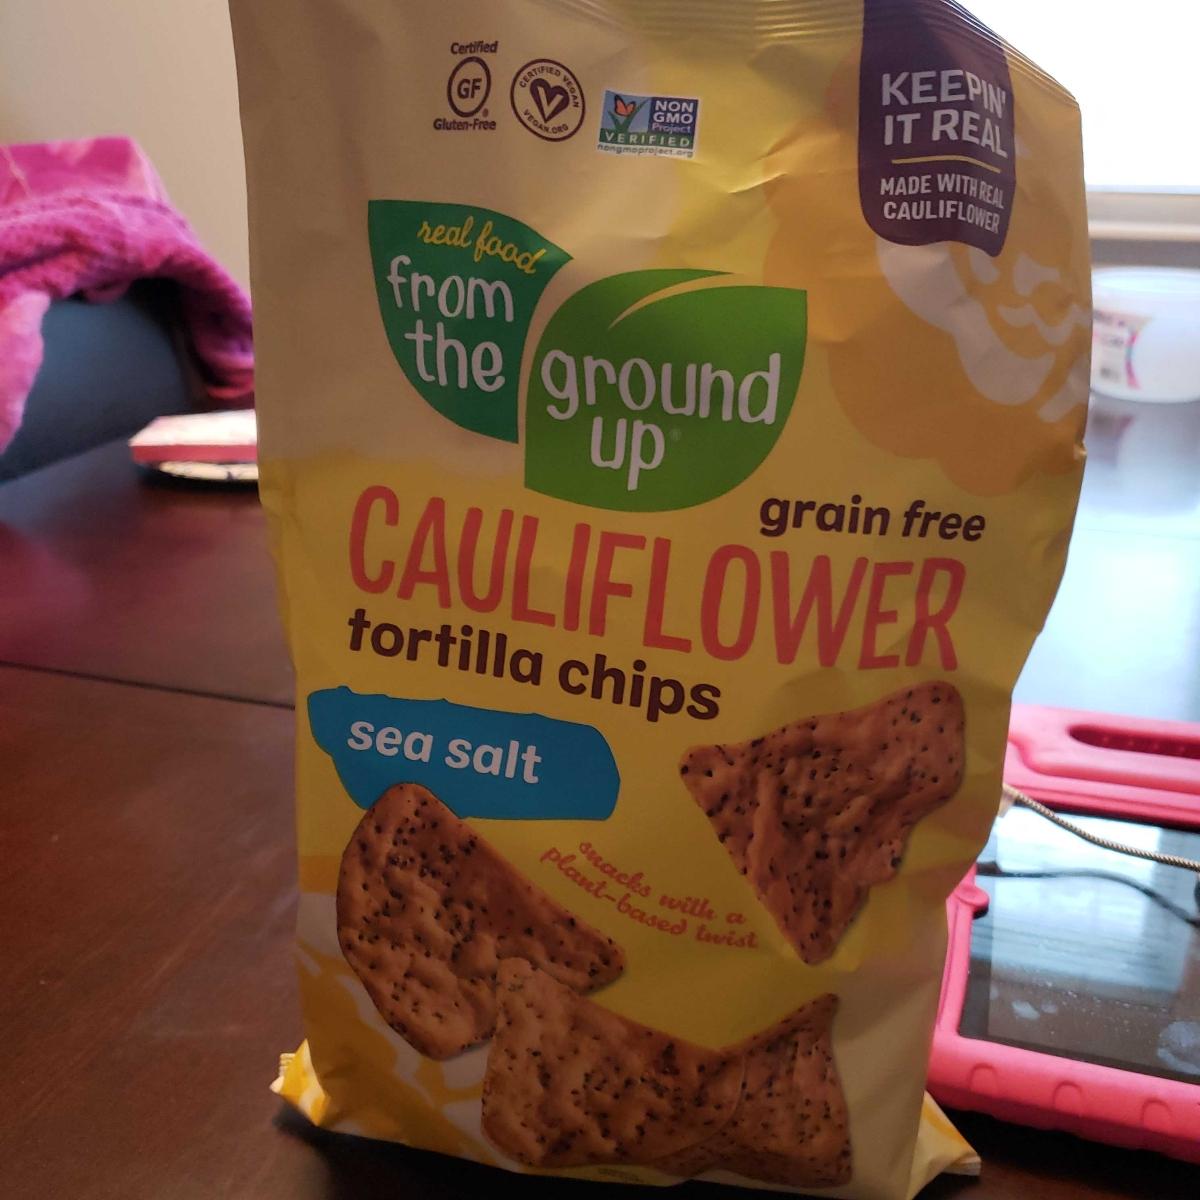 Certified
GF
Gluten-Free
CERTIFIED VEGAN
VEGAN.ORG
NON
GMO
Project
VERIFIED
nongmoproject.org
KEEPIN'
IT REAL
MADE WITH REAL
CAULIFLOWER
real food
from
the
ground
up
grain free
CAULIFLOWER
tortilla chips
sea salt
snacks with a
plant-based twist